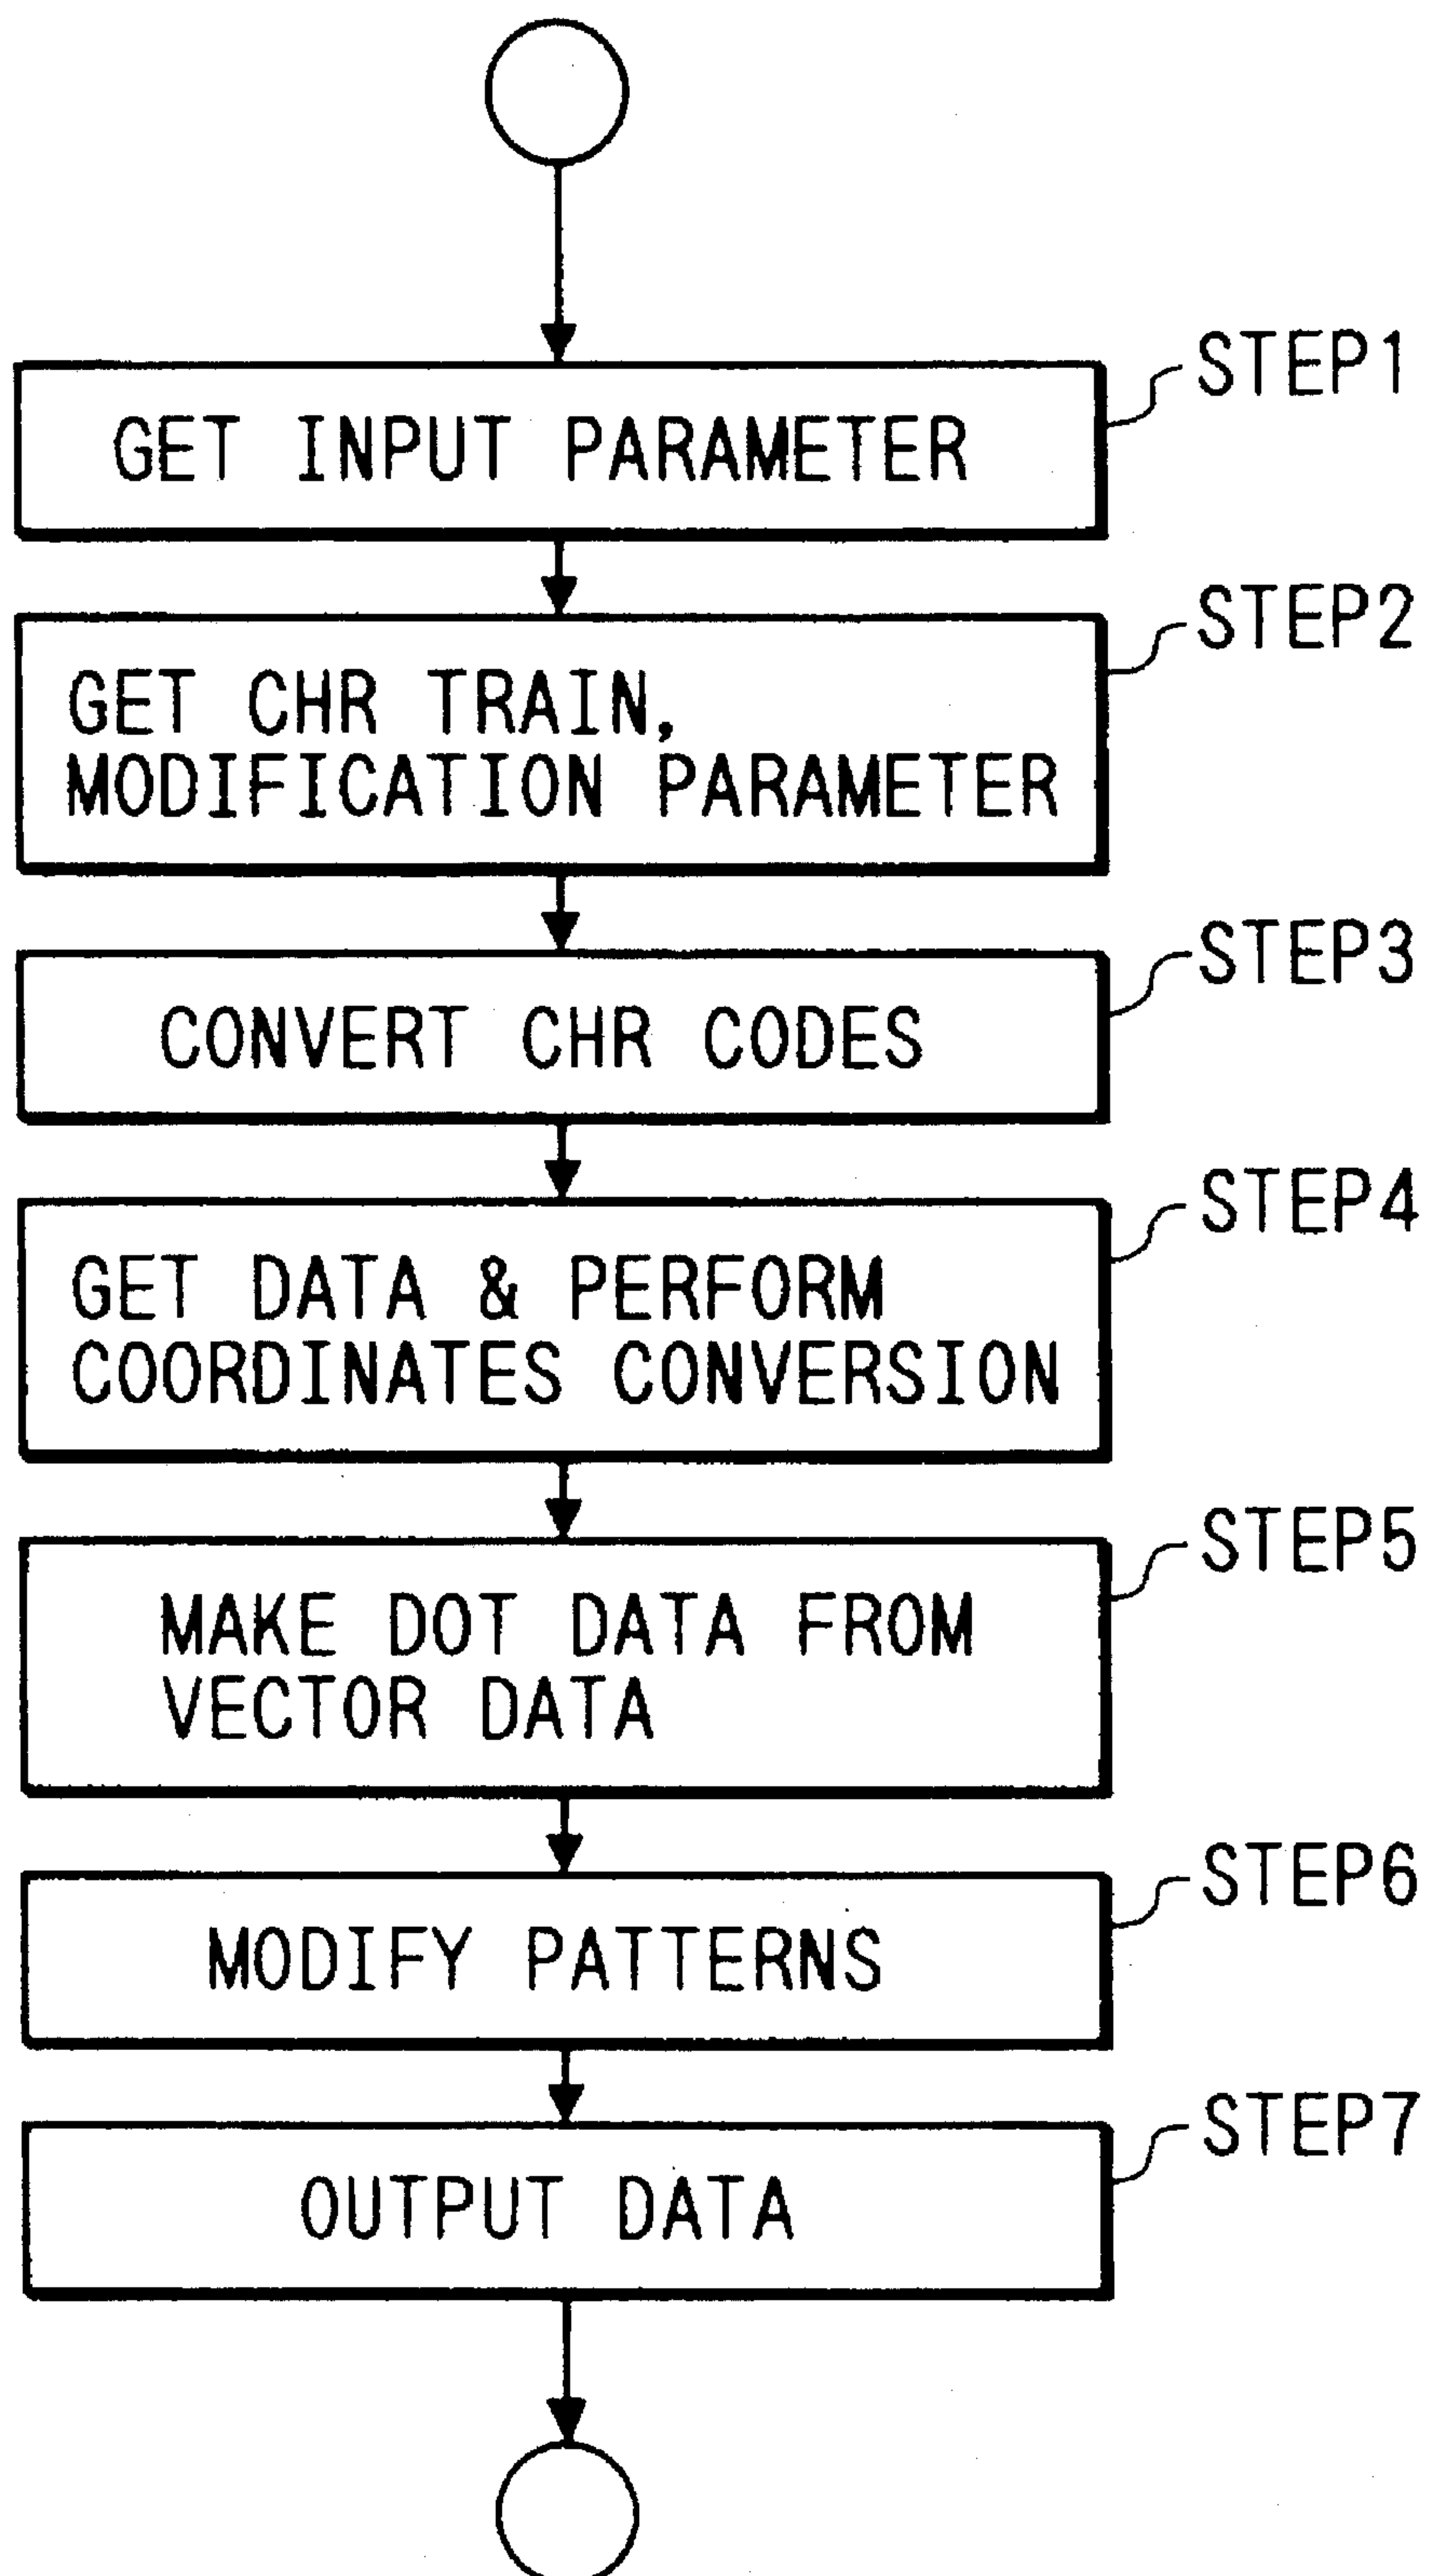 STEP1
GET INPUT PARAMETER
STEP2
GET CHR TRAIN,
MODIFICATION PARAMETER
STEP3
CONVERT CHR CODES
STEP4
GET DATA & PERFORM
COORDINATES CONVERSION
STEP5
MAKE DOT DATA FROM
VECTOR DATA
STEP6
MODIFY PATTERNS
STEP7
OUTPUT DATA